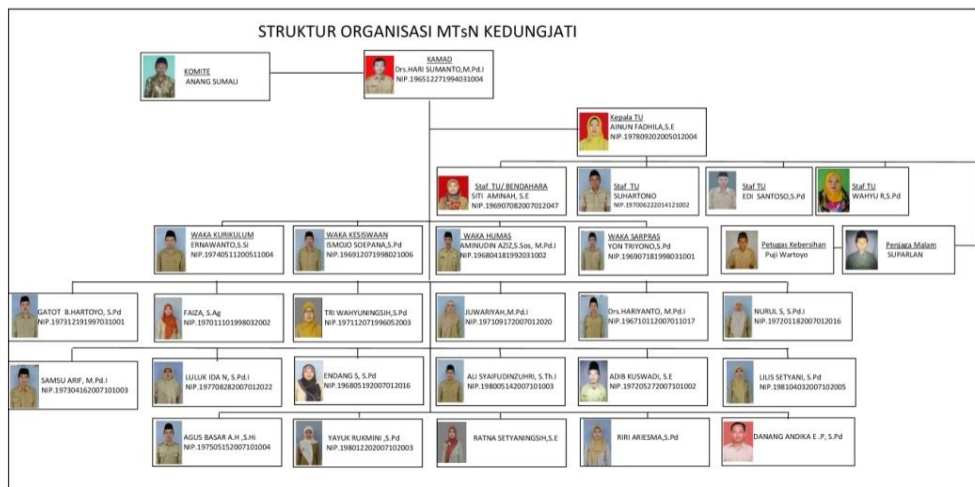 STRUKTUR ORGANISASI MTsN KEDUNGJATI
KOMITE
ANANG SUMALI
KAMAD
Drs.HARI SUMANTO,M.Pd.I
NIP.196512271994031004
Kepala TU
AINUN FADHILA,S.E
NIP.197809202005012004
Staf TU/ BENDAHARA
SITI AMINAH, S.E
NIP.196907082007012047
Staf TU
SUHARTONO
NIP.197006222014121002
Staf TU
EDI SANTOSO,S.Pd
Staf TU
WAHYU R,S.Pd
WAKA KURIKULUM
ERNAWANTO,S.Si
NIP.19740511200511004
WAKA KESISWAAN
ISMOJO SOEPANA,S.Pd
NIP.196912071998021006
WAKA HUMAS
AMINUDIN AZIZ,S.Sos, M.Pd.I
NIP.196804181992031002
WAKA SARPRAS
YON TRIYONO,S.Pd
NIP.196907181998031001
Petugas Kebersihan
Puji Wartoyo
Penjaga Malam
SUPARLAN
GATOT B.HARTOYO, S.Pd
NIP.197312191997031001
FAIZA, S.Ag
NIP.197011101998032002
TRI WAHYUNINGSIH,S.Pd
NIP.197112071996052003
JUWARIYAH,M.Pd.I
NIP.197109172007012020
Drs.HARIYANTO, M.Pd.I
NIP.196710112007011017
NURUL S, S.Pd.I
NIP.197201182007012016
SAMSU ARIF, M.Pd.I
NIP.197304162007101003
LULUK IDA N, S.Pd.I
NIP.197708282007012022
ENDANG S, S.Pd
NIP.196805192007012016
ALI SYAIFUDINZUHRI, S.Th.I
NIP.198005142007101003
ADIB KUSWADI, S.E
NIP.197205272007101002
LILIS SETYANI, S.Pd
NIP.198104032007102005
AGUS BASAR A.H ,S.Hi
NIP.197505152007101004
YAYUK RUKMINI ,S.Pd
NIP.198012202007102003
RATNA SETYANINGSIH,S.E
RIRI ARIESMA,S.Pd
DANANG ANDIKA E .P, S.Pd